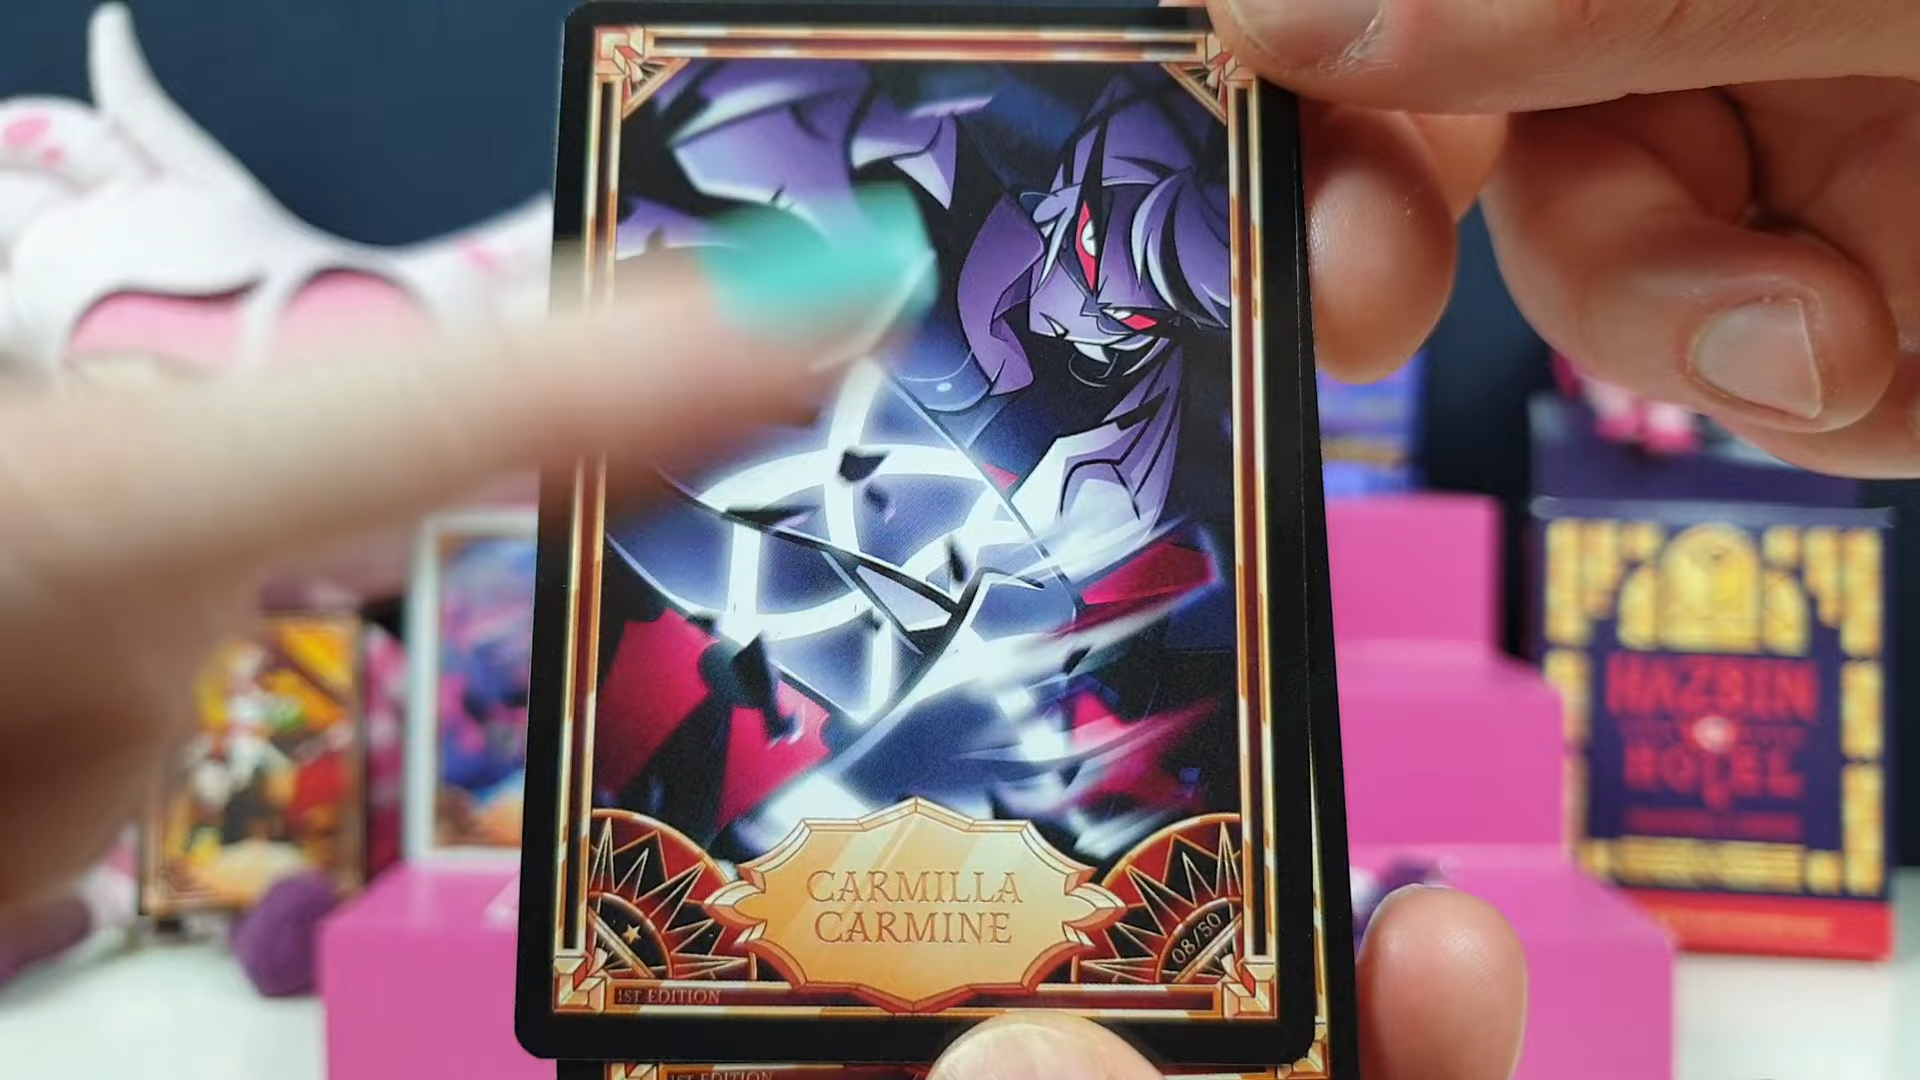 CARMILLA
CARMINE
08/50
1ST EDITION
1ST EDITION
HAZBIN
HOTEL